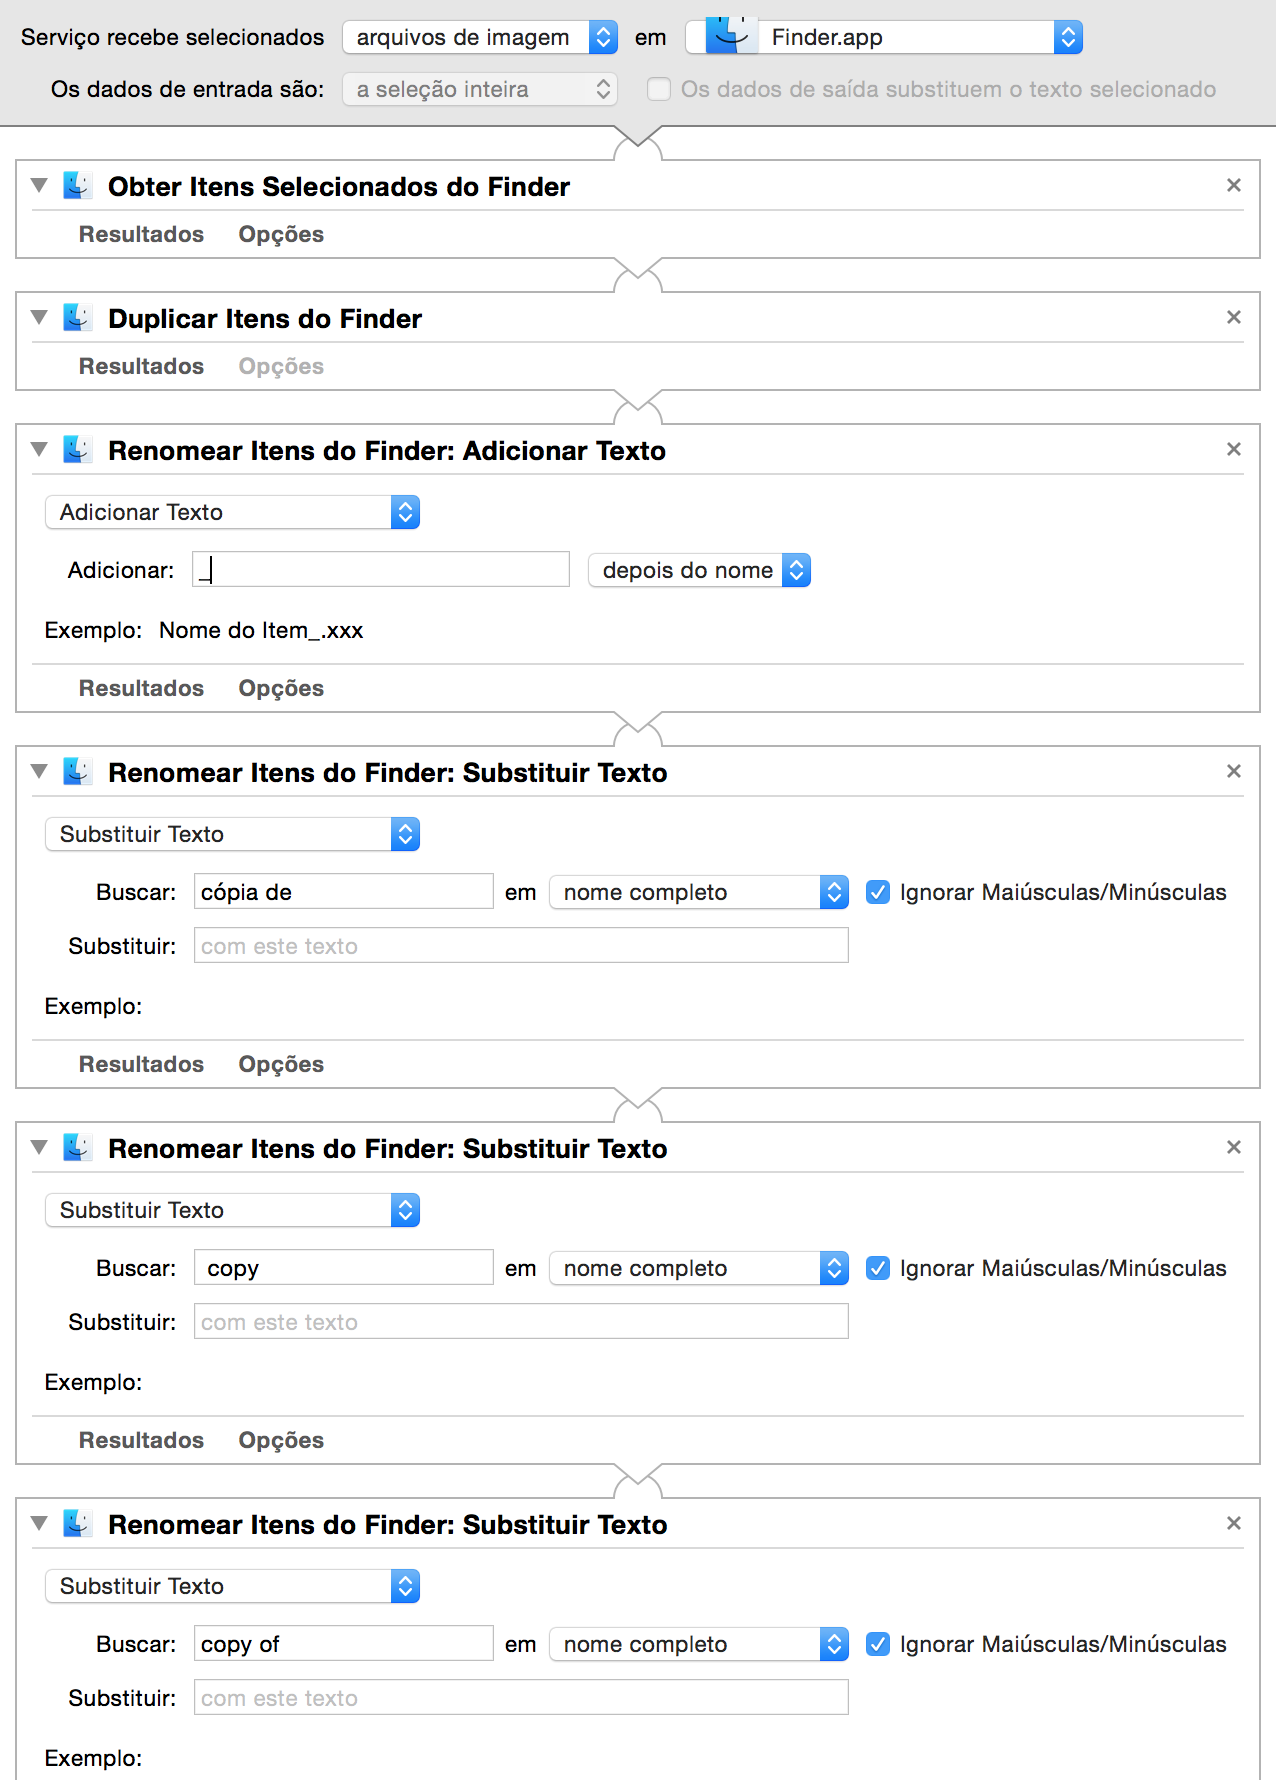 Serviço recebe selecionados arquivos de imagem em Finder.app
Os dados de entrada são: a seleção inteira Os dados de saída substituem o texto selecionado
Obter Itens Selecionados do Finder
Resultados Opções
Duplicar Itens do Finder
Resultados Opções
Renomear Itens do Finder: Adicionar Texto
Adicionar Texto
Adicionar: _ depois do nome
Exemplo: Nome do Item_.xxx
Resultados Opções
Renomear Itens do Finder: Substituir Texto
Substituir Texto
Buscar: cópia de em nome completo Ignorar Maiúsculas/Minúsculas
Substituir: com este texto
Exemplo:
Resultados Opções
Renomear Itens do Finder: Substituir Texto
Substituir Texto
Buscar: copy em nome completo Ignorar Maiúsculas/Minúsculas
Substituir: com este texto
Exemplo:
Resultados Opções
Renomear Itens do Finder: Substituir Texto
Substituir Texto
Buscar: copy of em nome completo Ignorar Maiúsculas/Minúsculas
Substituir: com este texto
Exemplo: